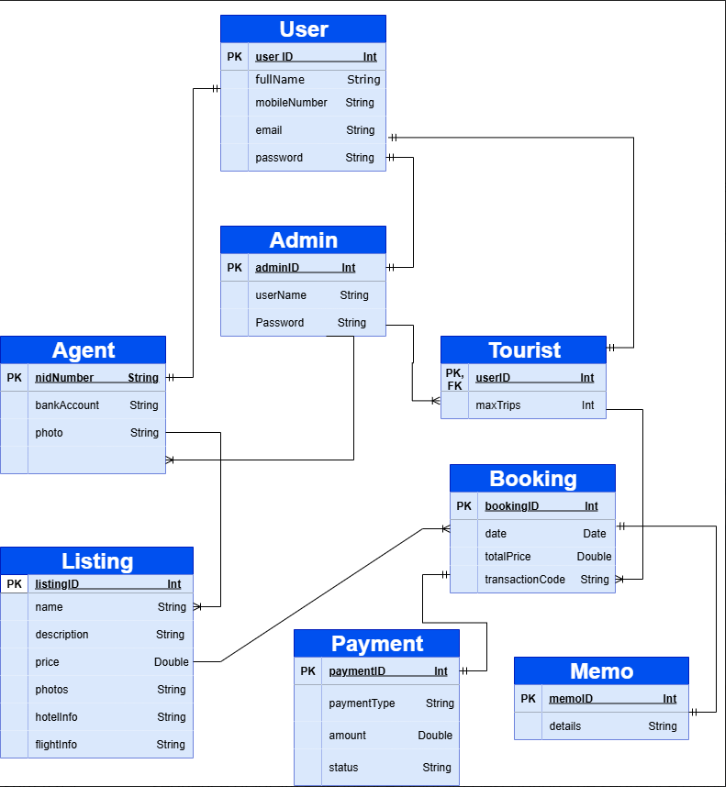 User
PK user ID Int
fullName String
mobileNumber String
email String
password String
Admin
PK adminID Int
userName String
Password String
Agent
PK nidNumber String
bankAccount String
photo String
Tourist
PK, FK userID Int
maxTrips Int
Booking
PK bookingID Int
date Date
totalPrice Double
transactionCode String
Listing
PK listingID Int
name String
description String
price Double
photos String
hotelInfo String
flightInfo String
Payment
PK paymentID Int
paymentType String
amount Double
status String
Memo
PK memoID Int
details String